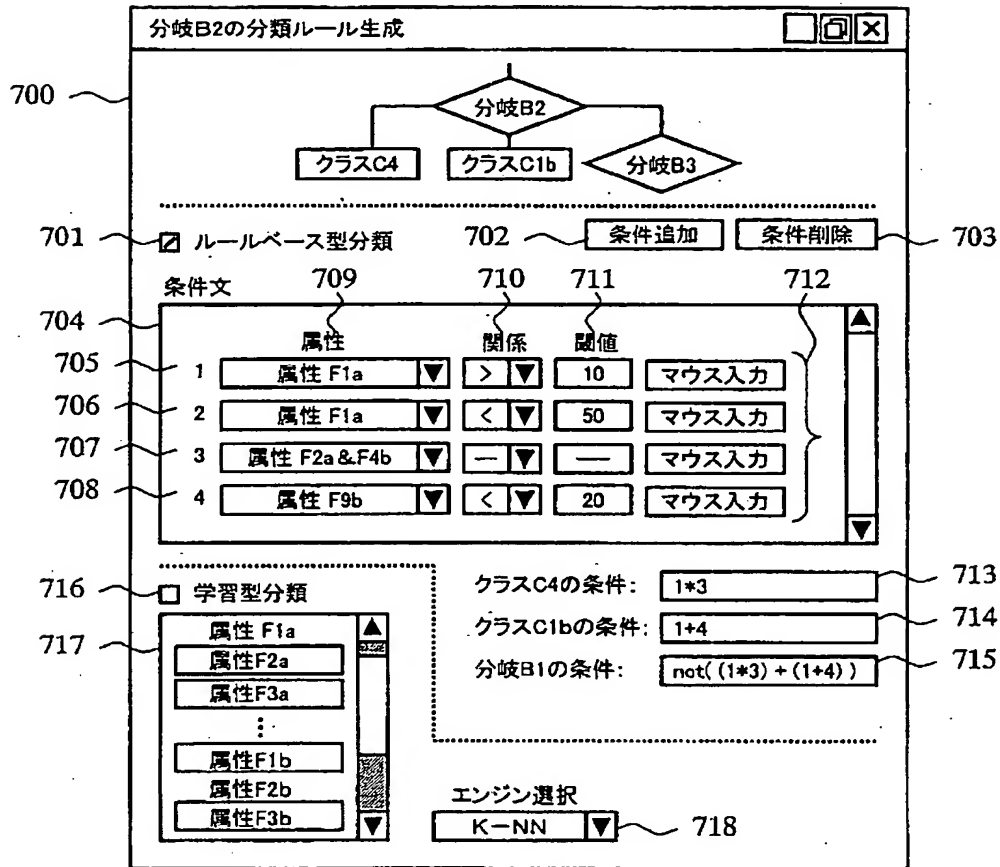 分岐B2の分類ルール生成
700
分岐B2
クラスC4 クラスC1b 分岐B3
701 ルールベース型分類 702 条件追加 条件削除 703
条件文 709 710 711 712
704
属性 関係 閾値
705 1 属性 F1a > 10 マウス入力
706 2 属性 F1a < 50 マウス入力
707 3 属性 F2a&F4b — — マウス入力
708 4 属性 F9b < 20 マウス入力
716 学習型分類
717
属性 F1a
属性F2a
属性F3a
⋮
属性F1b
属性F2b
属性F3b
クラスC4の条件: 1*3 713
クラスC1bの条件: 1+4 714
分岐B1の条件: not( (1*3) + (1+4) ) 715
エンジン選択
K-NN 718